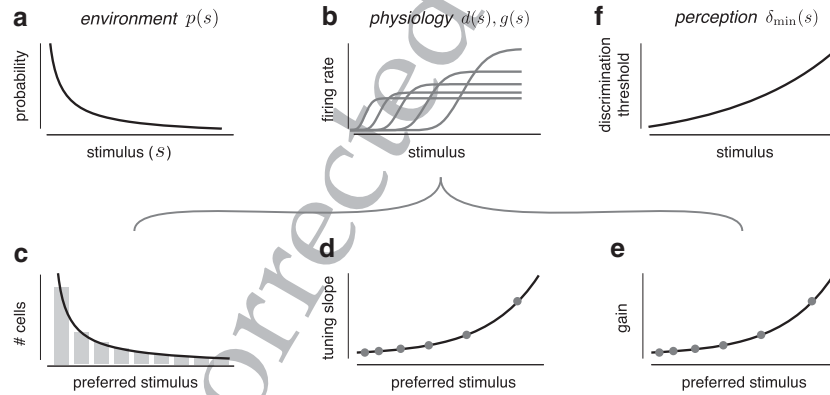 a environment p(s)
probability
stimulus (s)
b physiology d(s), g(s)
firing rate
stimulus
f perception δmin(s)
discrimination
threshold
stimulus
c
# cells
preferred stimulus
d
tuning slope
preferred stimulus
e
gain
preferred stimulus
orrected